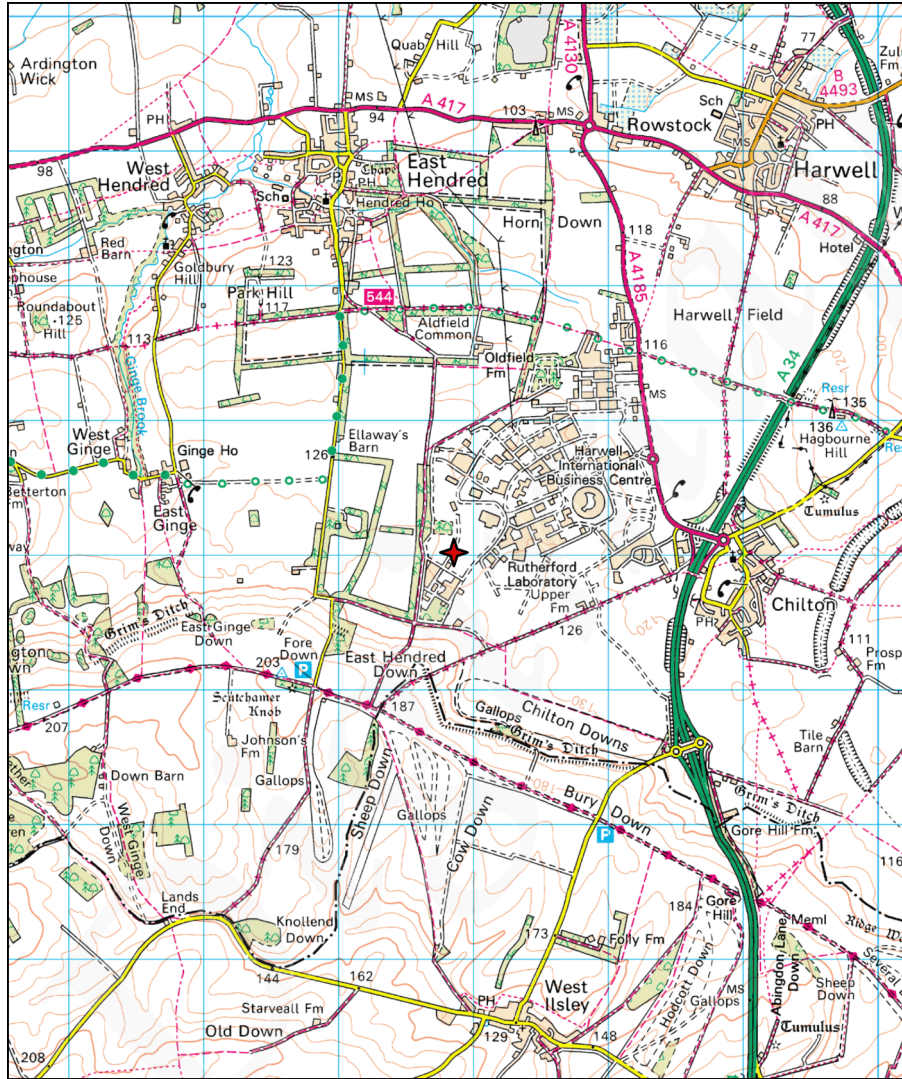 Ardington
Wick
Quab Hill
A 4130
77
B
4493
Fm
MS
A 417
94
103
MS
Rowstock
Sch
PH
MS
Harwell
PH
98
West
Hendred
East
Hendred
Chapel
PH
Hendred Ho
Sch
Horn Down
88
A 417
Hotel
Red
Barn
Goldbury
Hill
123
118
A 4185
Park Hill
117
544
Roundabout
125
Hill
113
Aldfield
Common
Harwell Field
116
A 34
Oldfield
Fm
Ginge Brook
MS
Resr
135
136
Hagbourne
Hill
West
Ginge
Ginge Ho
Ellaway's
Barn
126
Harwell
International
Business Centre
Betterton
East
Ginge
Tumulus
Rutherford
Laboratory
Upper
Fm
Chilton
PH
Grim's Ditch
East Ginge
Down
Fore
Down
126
111
Fm
203
P
East Hendred
Down
Scutchamer
Knob
Resr
207
187
Gallops
Chilton Downs
Grim's Ditch
Tile
Barn
Johnson's
Fm
Gallops
Down Barn
Sheep Down
Gallops
Cow Down
Bury Down
P
Grim's Ditch
Gore Hill Fm
West Ginge
Down
179
116
Lands
End
Knollend
Down
184
Gore
Hill
Meml
173
Folly Fm
Hodcott Down
Abingdon Lane
Down
Several
144
162
West
Ilsley
MS
Gallops
Sheep
Down
Starveall Fm
PH
Old Down
129
148
Tumulus
208